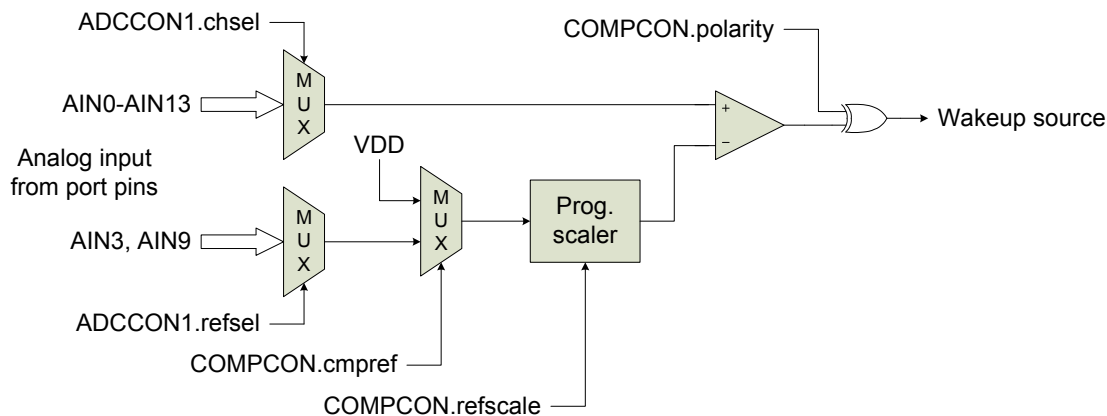 ADCCON1.chsel
COMPCON.polarity
M
U
X
AIN0-AIN13
+
−
Wakeup source
Analog input
from port pins
VDD
M
U
X
M
U
X
Prog.
scaler
AIN3, AIN9
ADCCON1.refsel
COMPCON.cmpref
COMPCON.refscale